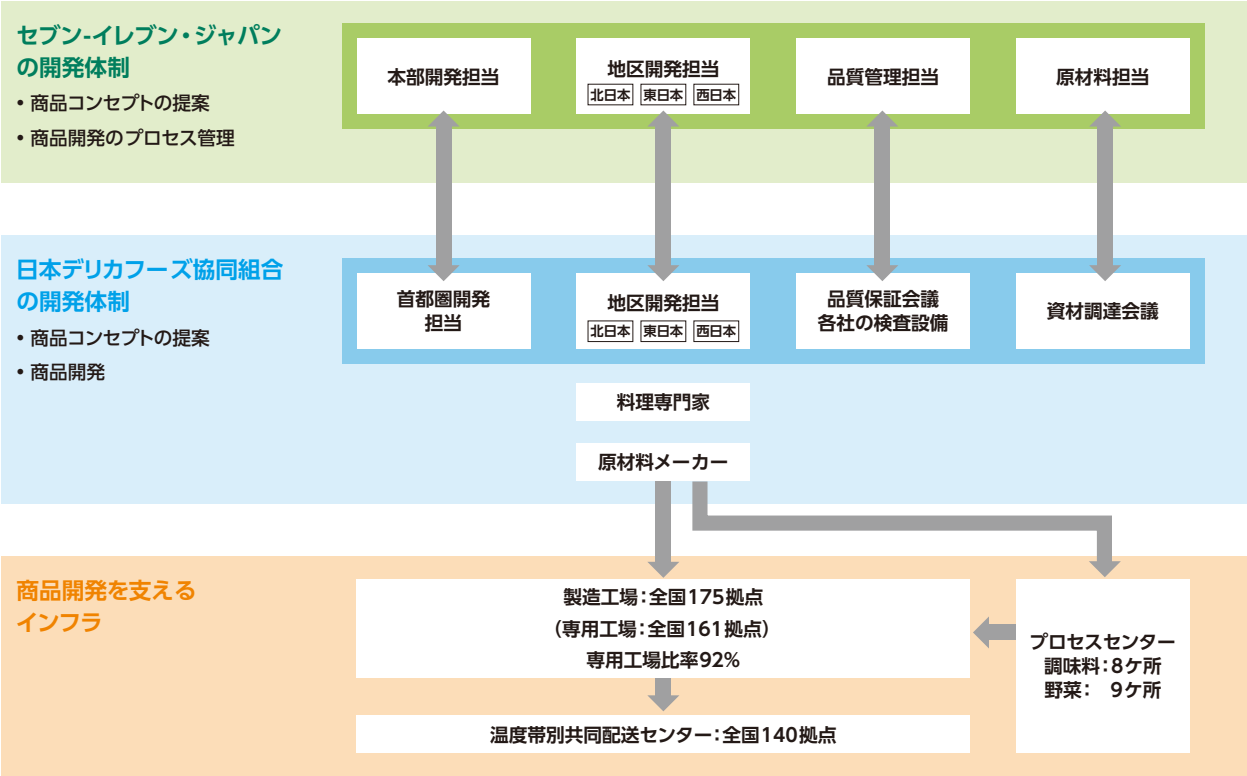 セブン-イレブン・ジャパン
の開発体制
• 商品コンセプトの提案
• 商品開発のプロセス管理
本部開発担当
地区開発担当
北日本 東日本 西日本
品質管理担当
原材料担当
日本デリカフーズ協同組合
の開発体制
• 商品コンセプトの提案
• 商品開発
首都圏開発
担当
地区開発担当
北日本 東日本 西日本
品質保証会議
各社の検査設備
資材調達会議
料理専門家
原材料メーカー
商品開発を支える
インフラ
製造工場：全国175拠点
（専用工場：全国161拠点）
専用工場比率92%
温度帯別共同配送センター：全国140拠点
プロセスセンター
調味料：8ケ所
野菜： 9ケ所